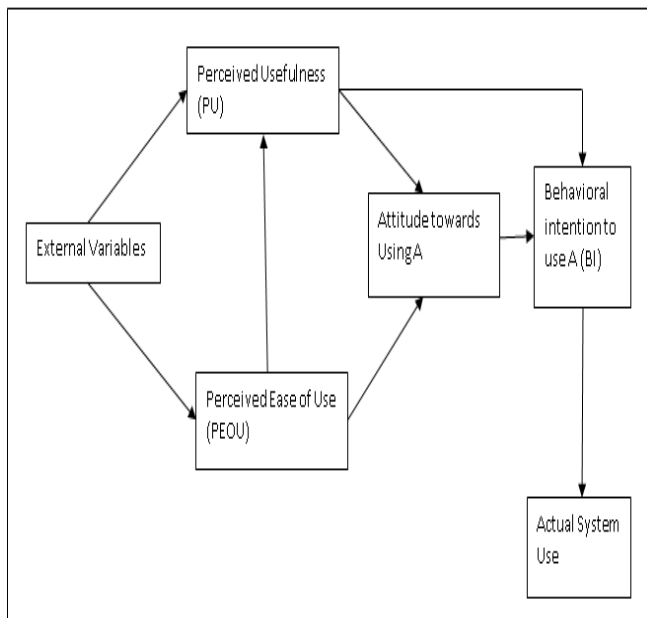 Perceived Usefulness
(PU)
External Variables
Attitude towards
Using A
Behavioral
intention to
use A (BI)
Perceived Ease of Use
(PEOU)
Actual System
Use